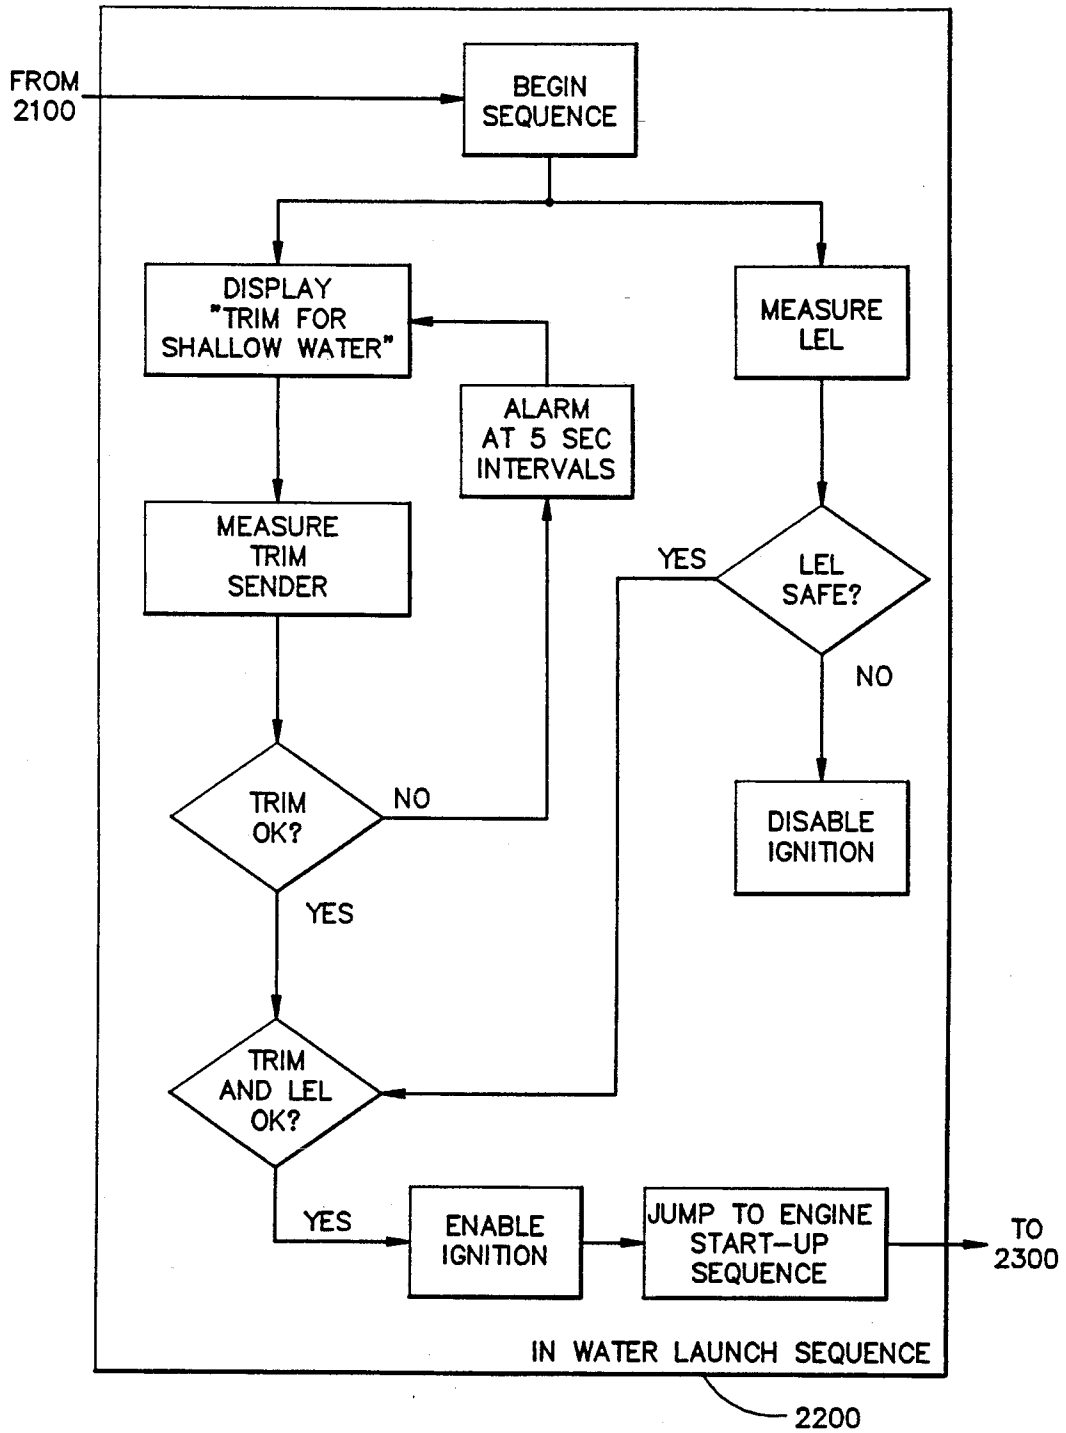 FROM
2100
BEGIN
SEQUENCE
DISPLAY
"TRIM FOR
SHALLOW WATER"
MEASURE
LEL
ALARM
AT 5 SEC
INTERVALS
MEASURE
TRIM
SENDER
YES
LEL
SAFE?
NO
TRIM
OK?
NO
DISABLE
IGNITION
YES
TRIM
AND LEL
OK?
YES
ENABLE
IGNITION
JUMP TO ENGINE
START-UP
SEQUENCE
TO
2300
IN WATER LAUNCH SEQUENCE
2200